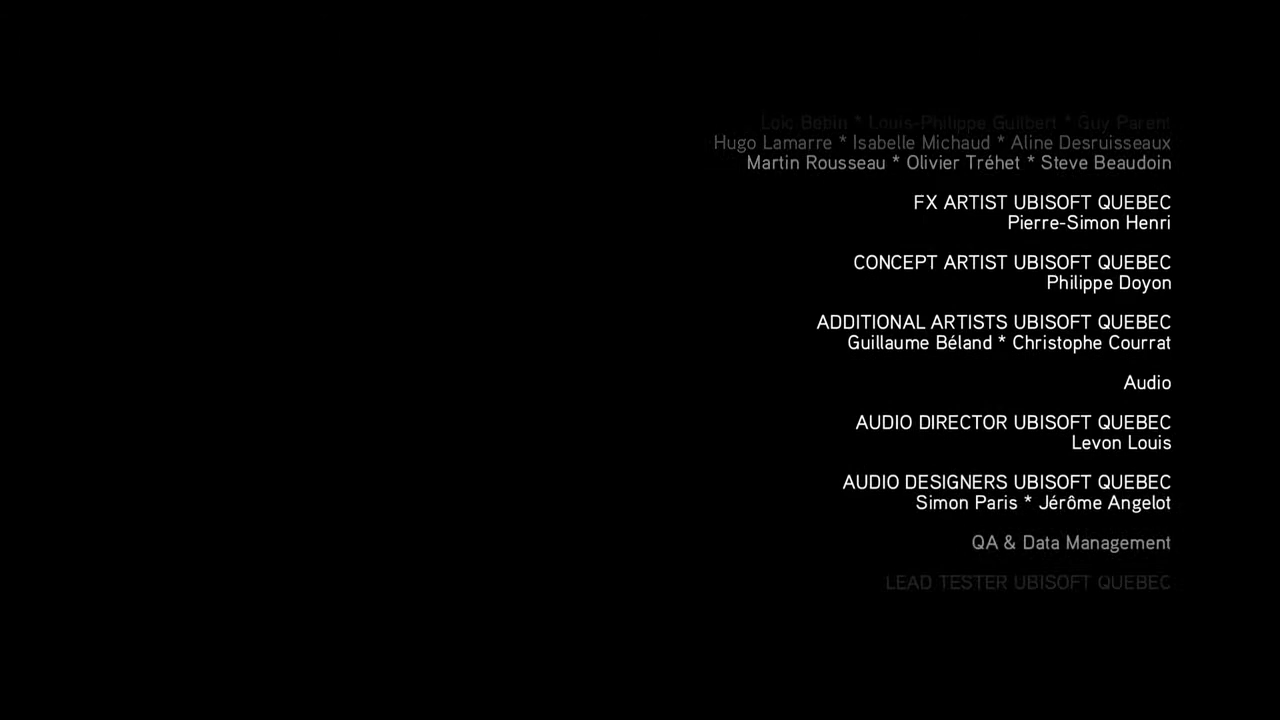 Loïc Bébin * Louis-Philippe Guilbert * Guy Parent
Hugo Lamarre * Isabelle Michaud * Aline Desruisseaux
Martin Rousseau * Olivier Tréhet * Steve Beaudoin
FX ARTIST UBISOFT QUEBEC
Pierre-Simon Henri
CONCEPT ARTIST UBISOFT QUEBEC
Philippe Doyon
ADDITIONAL ARTISTS UBISOFT QUEBEC
Guillaume Béland * Christophe Courrat
Audio
AUDIO DIRECTOR UBISOFT QUEBEC
Levon Louis
AUDIO DESIGNERS UBISOFT QUEBEC
Simon Paris * Jérôme Angelot
QA & Data Management
LEAD TESTER UBISOFT QUEBEC